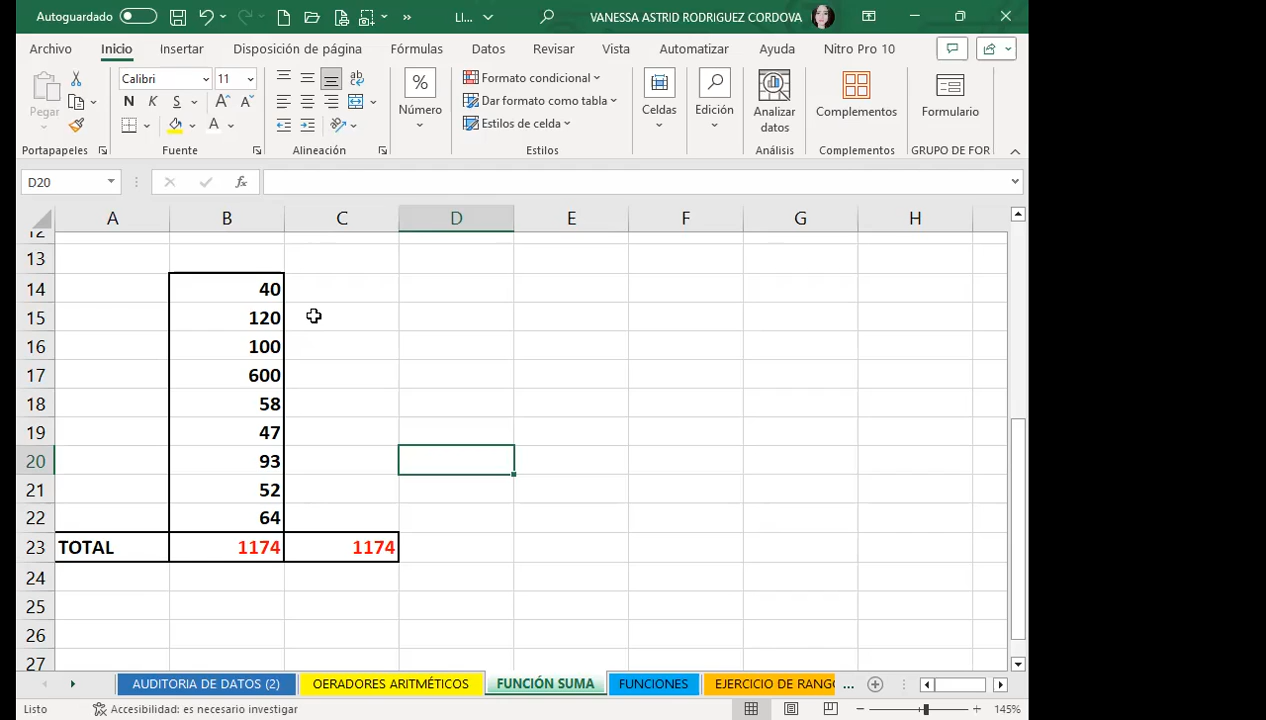 Autoguardado LI... VANESSA ASTRID RODRIGUEZ CORDOVA
Archivo Inicio Insertar Disposición de página Fórmulas Datos Revisar Vista Automatizar Ayuda Nitro Pro 10
Pegar
Calibri 11
N K S A A
A
ab
% Número
Formato condicional
Dar formato como tabla
Estilos de celda
Celdas
Edición
Analizar datos
Complementos
Formulario
Portapapeles Fuente Alineación Estilos Análisis Complementos GRUPO DE FOR
D20 fx
A B C D E F G H
12
13
14 40
15 120
16 100
17 600
18 58
19 47
20 93
21 52
22 64
23 TOTAL 1174 1174
24
25
26
27
AUDITORIA DE DATOS (2) OERADORES ARITMÉTICOS FUNCIÓN SUMA FUNCIONES EJERCICIO DE RANGO ...
Listo Accesibilidad: es necesario investigar 145%